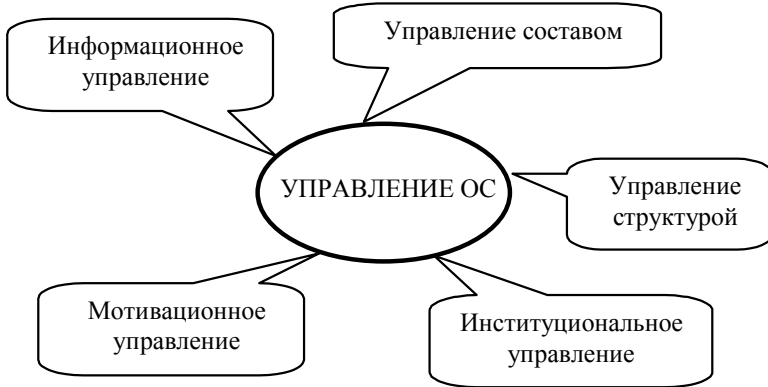 Информационное
управление
Управление составом
УПРАВЛЕНИЕ ОС
Управление
структурой
Мотивационное
управление
Институциональное
управление